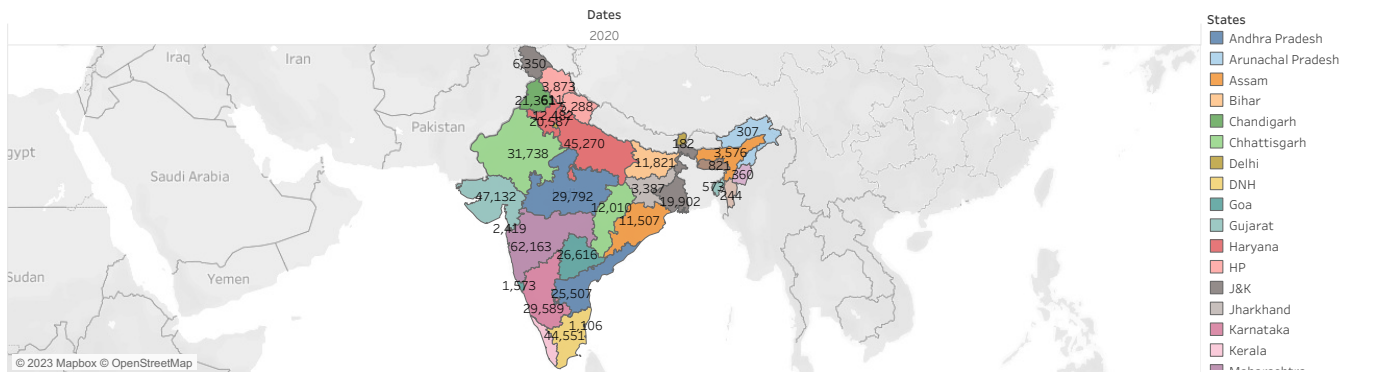 Dates
2020
States
Andhra Pradesh
Arunachal Pradesh
Assam
Bihar
Chandigarh
Chhattisgarh
Delhi
DNH
Goa
Gujarat
Haryana
HP
J&K
Jharkhand
Karnataka
Kerala
Iraq
Iran
6,350
3,873
611
5,288
12,482
20,587
Pakistan
307
182
45,270
gypt
31,738
3,576
11,821
821
360
Saudi Arabia
573
3,387
244
47,132
29,792
19,902
12,010
11,507
2,419
62,163
26,616
Sudan
Yemen
1,573
25,507
29,589
1,106
44,551
© 2023 Mapbox © OpenStreetMap